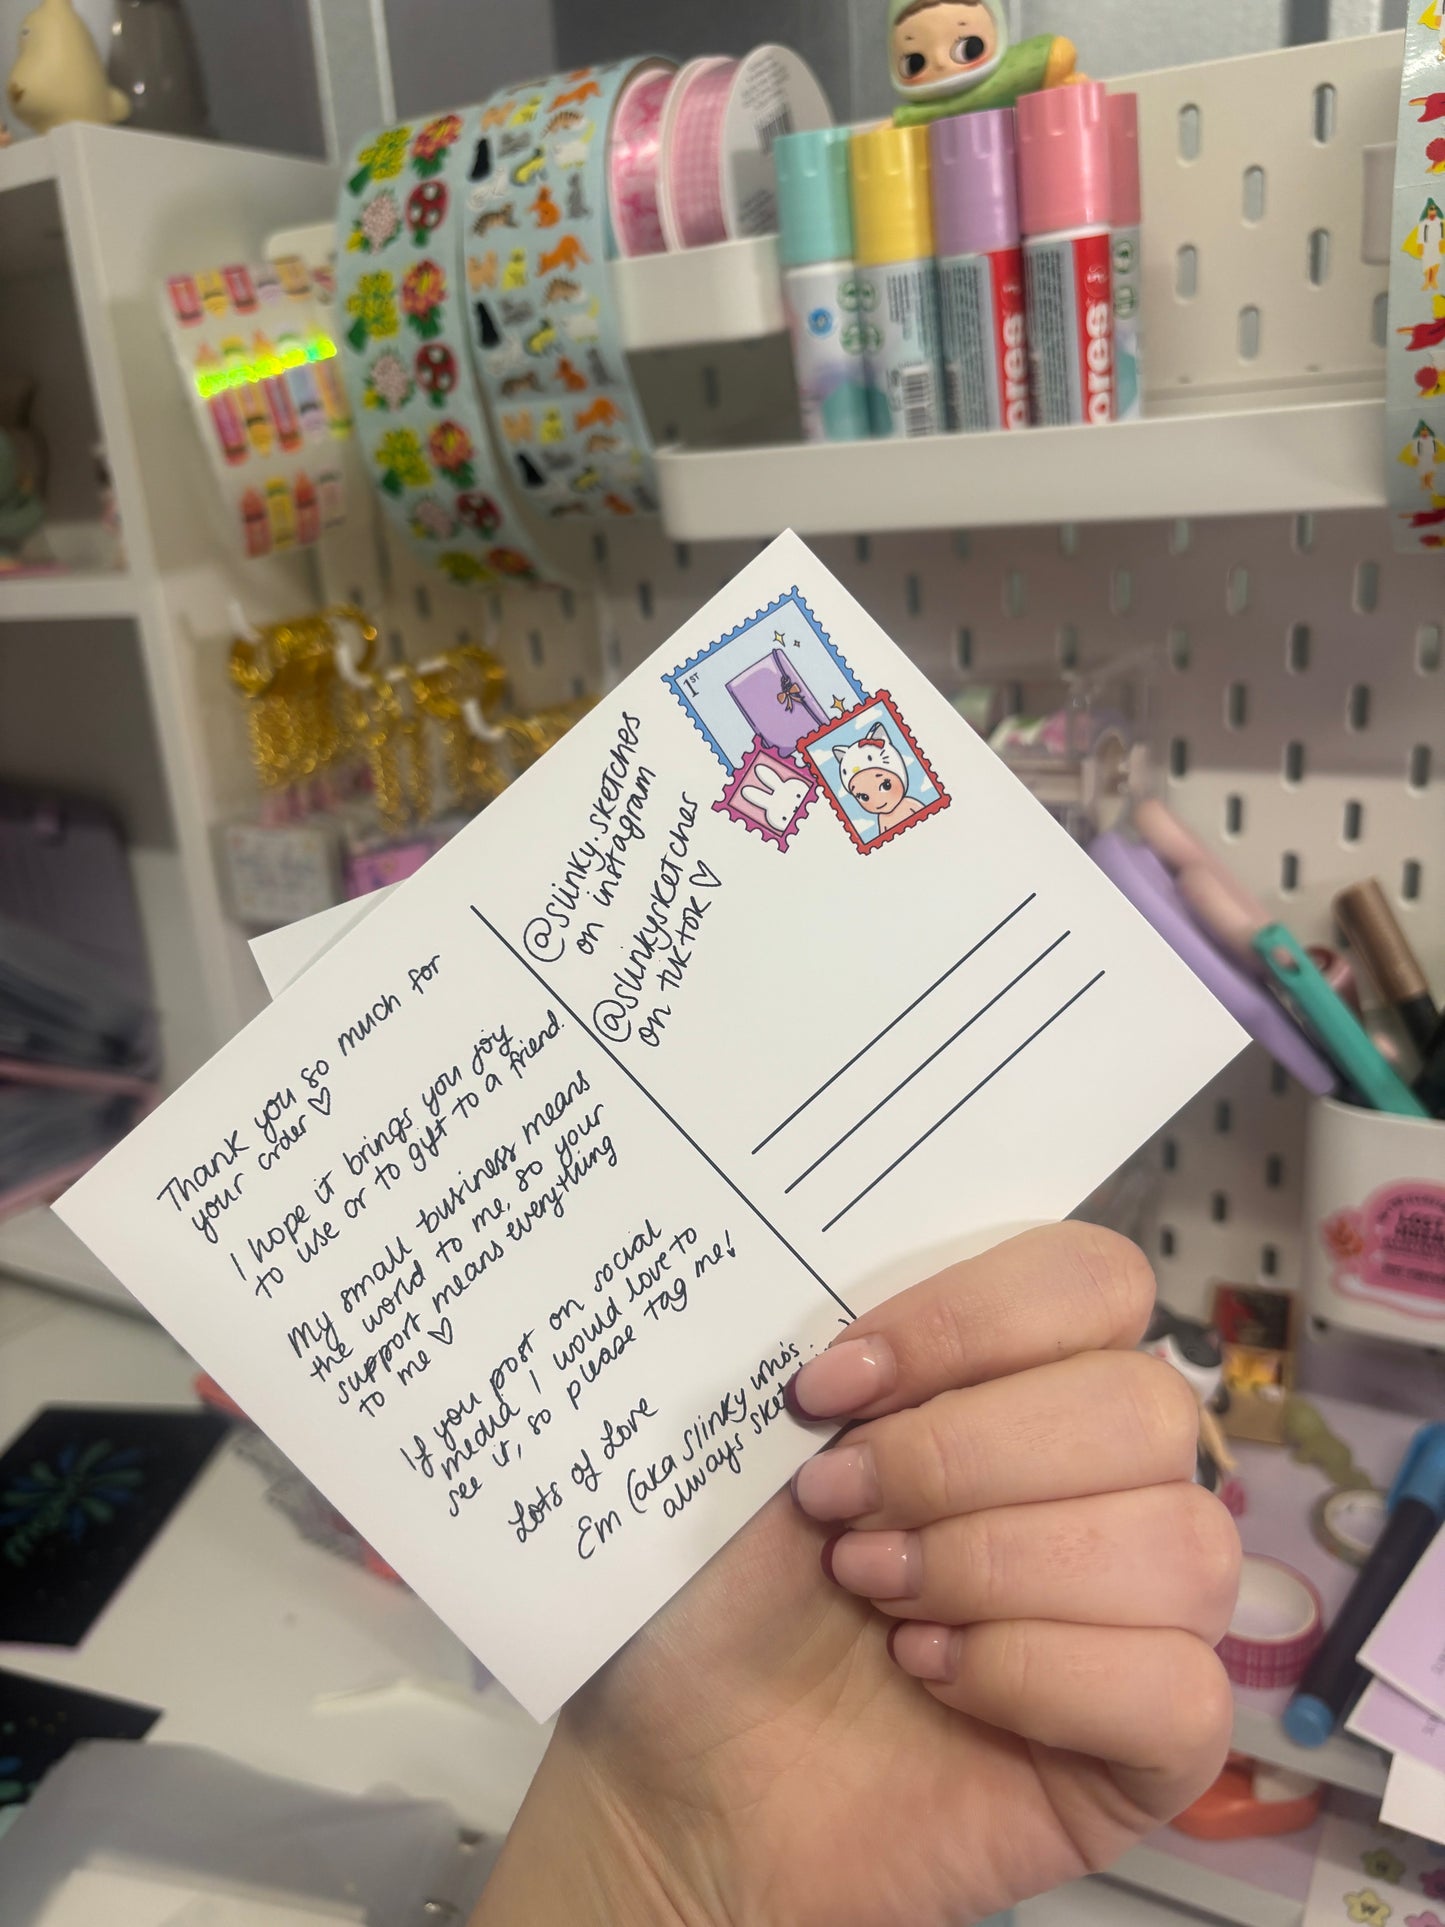 Thank you so much for
your order ♡
I hope it brings you joy
to use or to gift to a friend.
My small business means
the world to me, so your
support means everything
to me ♡
If you post on social
media I would love to
see it, so please tag me!
Lots of Love
Em (aka slinky who's
always
@slinky.sketches
on instagram
@slinkysketches
on tiktok ♡
1ST
ores
ores